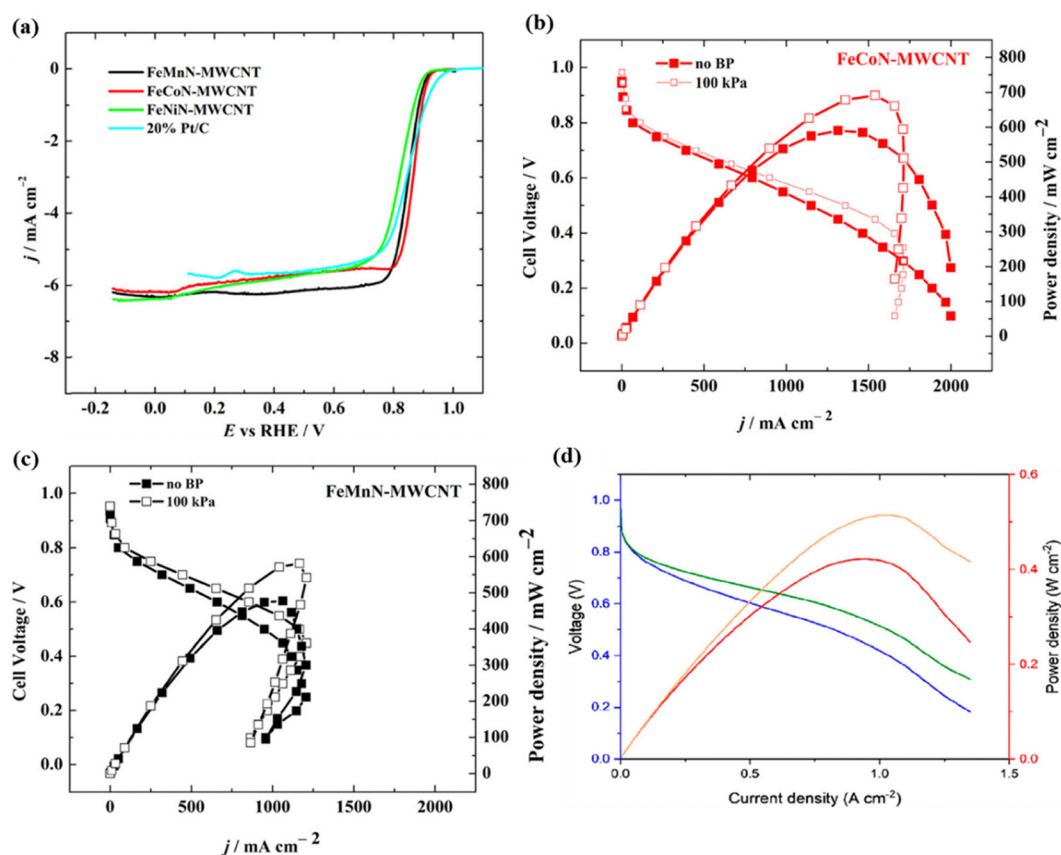 (a)
0
-2
-4
-6
-8
j / mA cm⁻²
FeMnN-MWCNT
FeCoN-MWCNT
FeNiN-MWCNT
20% Pt/C
-0.2 0.0 0.2 0.4 0.6 0.8 1.0
E vs RHE / V
(b)
1.0
0.8
0.6
0.4
0.2
0.0
Cell Voltage / V
no BP
100 kPa
FeCoN-MWCNT
800
700
600
500
400
300
200
100
0
Power density / mW cm⁻²
0 500 1000 1500 2000
j / mA cm⁻²
(c)
1.0
0.8
0.6
0.4
0.2
0.0
Cell Voltage / V
no BP
100 kPa
FeMnN-MWCNT
800
700
600
500
400
300
200
100
0
Power density / mW cm⁻²
0 500 1000 1500 2000
j / mA cm⁻²
(d)
1.0
0.8
0.6
0.4
0.2
0.0
Voltage (V)
0.6
0.4
0.2
0.0
Power density (W cm⁻²)
0.0 0.5 1.0 1.5
Current density (A cm⁻²)